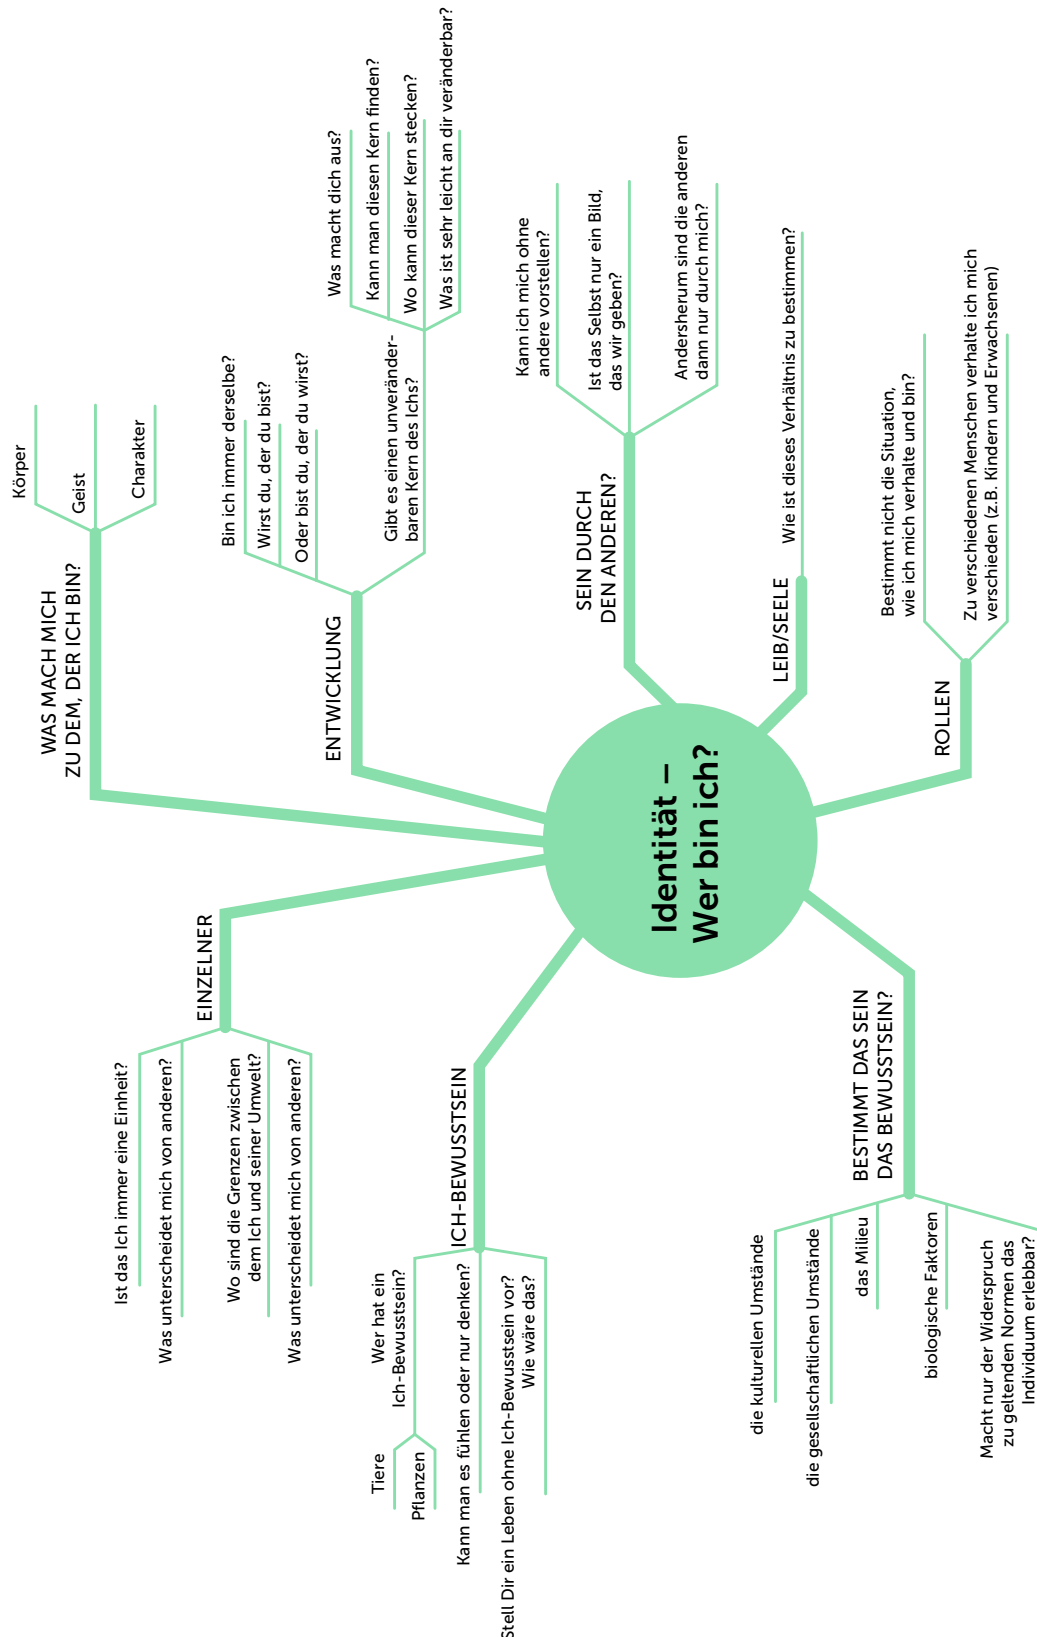 Identität –
Wer bin ich?
WAS MACH MICH
ZU DEM, DER ICH BIN?
Körper
Geist
Charakter
ENTWICKLUNG
Bin ich immer derselbe?
Wirst du, der du bist?
Oder bist du, der du wirst?
Gibt es einen unveränder-
baren Kern des Ichs?
Was macht dich aus?
Kann man diesen Kern finden?
Wo kann dieser Kern stecken?
Was ist sehr leicht an dir veränderbar?
SEIN DURCH
DEN ANDEREN?
Kann ich mich ohne
andere vorstellen?
Ist das Selbst nur ein Bild,
das wir geben?
Andersherum sind die anderen
dann nur durch mich?
LEIB/SEELE
Wie ist dieses Verhältnis zu bestimmen?
ROLLEN
Bestimmt nicht die Situation,
wie ich mich verhalte und bin?
Zu verschiedenen Menschen verhalte ich mich
verschieden (z.B. Kindern und Erwachsenen)
EINZELNER
Ist das Ich immer eine Einheit?
Was unterscheidet mich von anderen?
Wo sind die Grenzen zwischen
dem Ich und seiner Umwelt?
Was unterscheidet mich von anderen?
ICH-BEWUSSTSEIN
Wer hat ein
Ich-Bewusstsein?
Tiere
Pflanzen
Kann man es fühlen oder nur denken?
Stell Dir ein Leben ohne Ich-Bewusstsein vor?
Wie wäre das?
BESTIMMT DAS SEIN
DAS BEWUSSTSEIN?
die kulturellen Umstände
die gesellschaftlichen Umstände
das Milieu
biologische Faktoren
Macht nur der Widerspruch
zu geltenden Normen das
Individuum erlebbar?